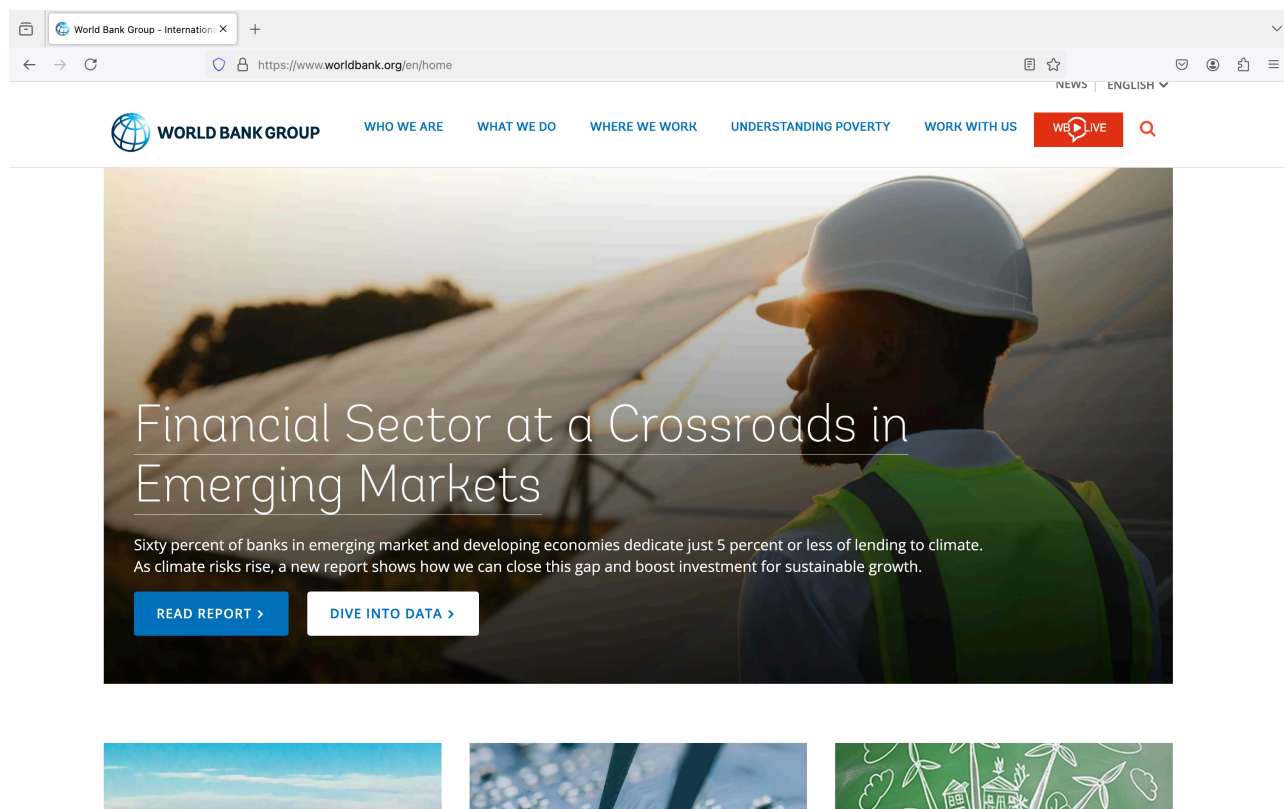 World Bank Group - Internationa
https://www.worldbank.org/en/home
NEWS ENGLISH
WORLD BANK GROUP
WHO WE ARE
WHAT WE DO
WHERE WE WORK
UNDERSTANDING POVERTY
WORK WITH US
WB LIVE
Financial Sector at a Crossroads in
Emerging Markets
Sixty percent of banks in emerging market and developing economies dedicate just 5 percent or less of lending to climate.
As climate risks rise, a new report shows how we can close this gap and boost investment for sustainable growth.
READ REPORT >
DIVE INTO DATA >